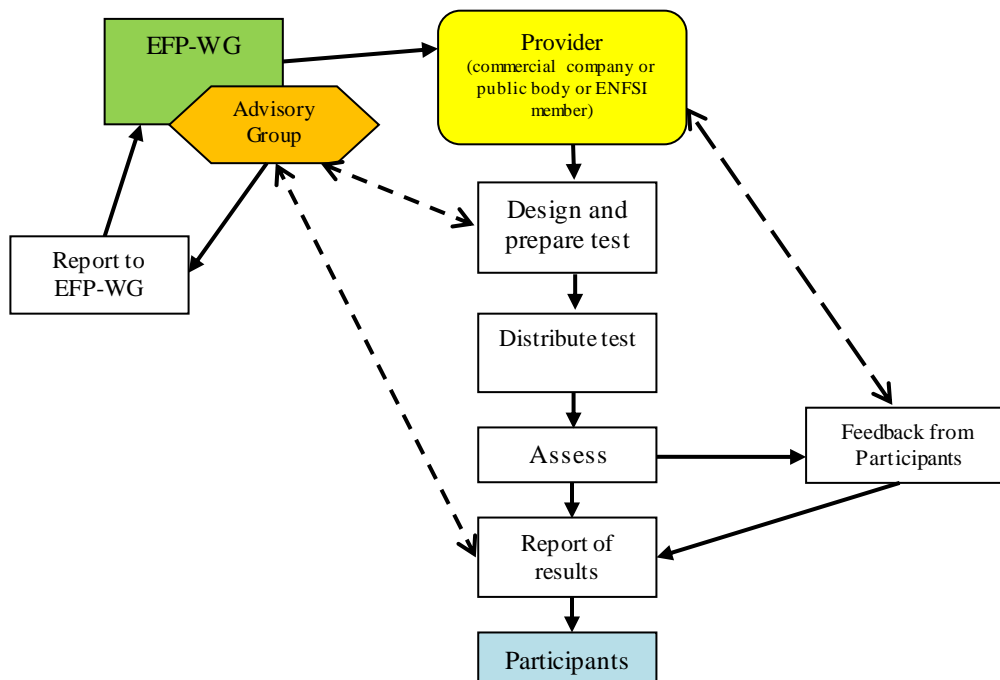 EFP-WG
Provider
(commercial company or
public body or ENFSI
member)
Advisory
Group
Design and
prepare test
Report to
EFP-WG
Distribute test
Assess
Feedback from
Participants
Report of
results
Participants